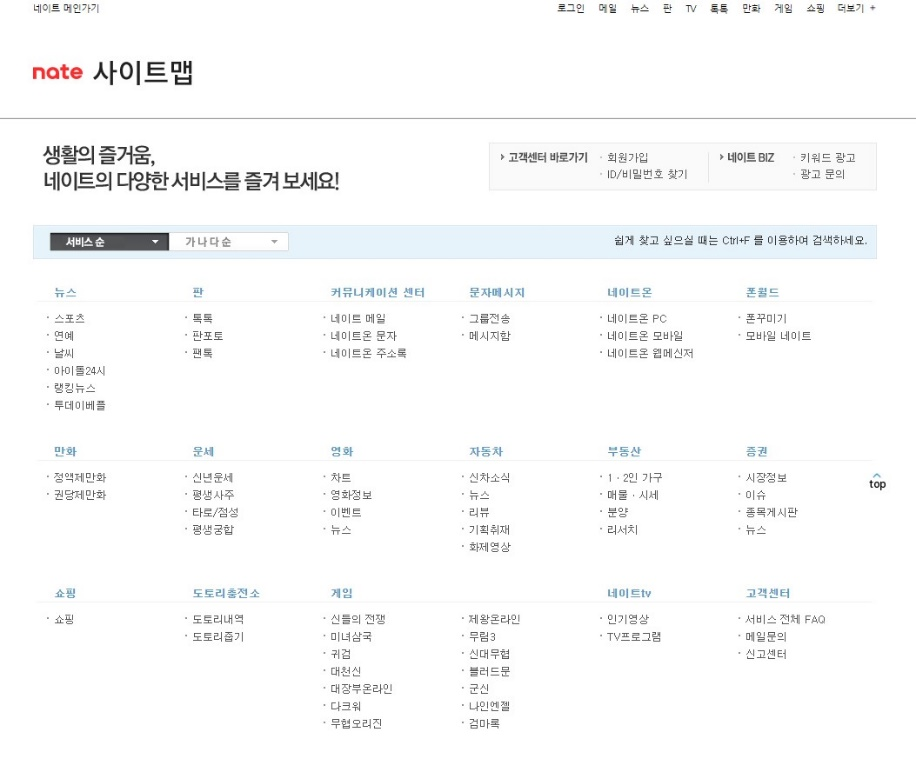 네이트 메인가기
로그인 메일 뉴스 판 TV 톡톡 만화 게임 쇼핑 더보기 +
nate 사이트맵
생활의 즐거움,
네이트의 다양한 서비스를 즐겨 보세요!
고객센터 바로가기 · 회원가입
· ID/비밀번호 찾기
네이트 BIZ · 키워드 광고
· 광고 문의
서비스 순 가 나 다 순 쉽게 찾고 싶으실 때는 Ctrl+F 를 이용하여 검색하세요.
뉴스
· 스포츠
· 연예
· 날씨
· 아이돌24시
· 랭킹뉴스
· 투데이베플
판
· 톡톡
· 판포토
· 팬톡
커뮤니케이션 센터
· 네이트 메일
· 네이트온 문자
· 네이트온 주소록
문자메시지
· 그룹전송
· 메시지함
네이트온
· 네이트온 PC
· 네이트온 모바일
· 네이트온 웹메신저
폰월드
· 폰꾸미기
· 모바일 네이트
만화
· 정액제만화
· 권당제만화
운세
· 신년운세
· 평생사주
· 타로/점성
· 평생궁합
영화
· 차트
· 영화정보
· 이벤트
· 뉴스
자동차
· 신차소식
· 뉴스
· 리뷰
· 기획취재
· 화제영상
부동산
· 1 · 2인 가구
· 매물 · 시세
· 분양
· 리서치
증권
· 시장정보
· 이슈
· 종목게시판
· 뉴스
top
쇼핑
· 쇼핑
도토리충전소
· 도토리내역
· 도토리줍기
게임
· 신들의 전쟁
· 미녀삼국
· 귀검
· 대천신
· 대장부온라인
· 다크워
· 무협오리진
· 제왕온라인
· 무림3
· 신대무협
· 블러드문
· 군신
· 나인엔젤
· 검마록
네이트tv
· 인기영상
· TV프로그램
고객센터
· 서비스 전체 FAQ
· 메일문의
· 신고센터